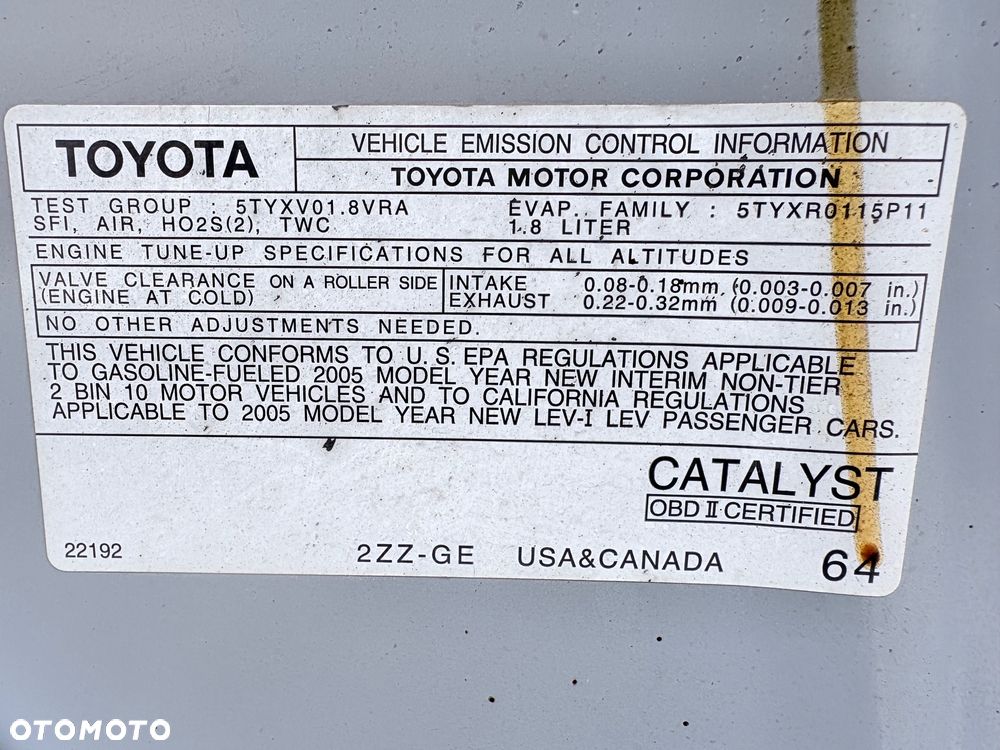 TOYOTA
VEHICLE EMISSION CONTROL INFORMATION
TOYOTA MOTOR CORPORATION
TEST GROUP : 5TYXV01.8VRA EVAP. FAMILY : 5TYXR0115P11
SFI, AIR, HO2S(2), TWC 1.8 LITER
ENGINE TUNE-UP SPECIFICATIONS FOR ALL ALTITUDES
VALVE CLEARANCE ON A ROLLER SIDE INTAKE 0.08-0.18mm, (0.003-0.007 in.)
(ENGINE AT COLD) EXHAUST 0.22-0.32mm (0.009-0.013 in.)
NO OTHER ADJUSTMENTS NEEDED.
THIS VEHICLE CONFORMS TO U.S.EPA REGULATIONS APPLICABLE
TO GASOLINE-FUELED 2005 MODEL YEAR NEW INTERIM NON-TIER
2 BIN 10 MOTOR VEHICLES AND TO CALIFORNIA REGULATIONS
APPLICABLE TO 2005 MODEL YEAR NEW LEV-I LEV PASSENGER CARS.
CATALYST
OBD II CERTIFIED
22192 2ZZ-GE USA&CANADA 64
OTOMOTO